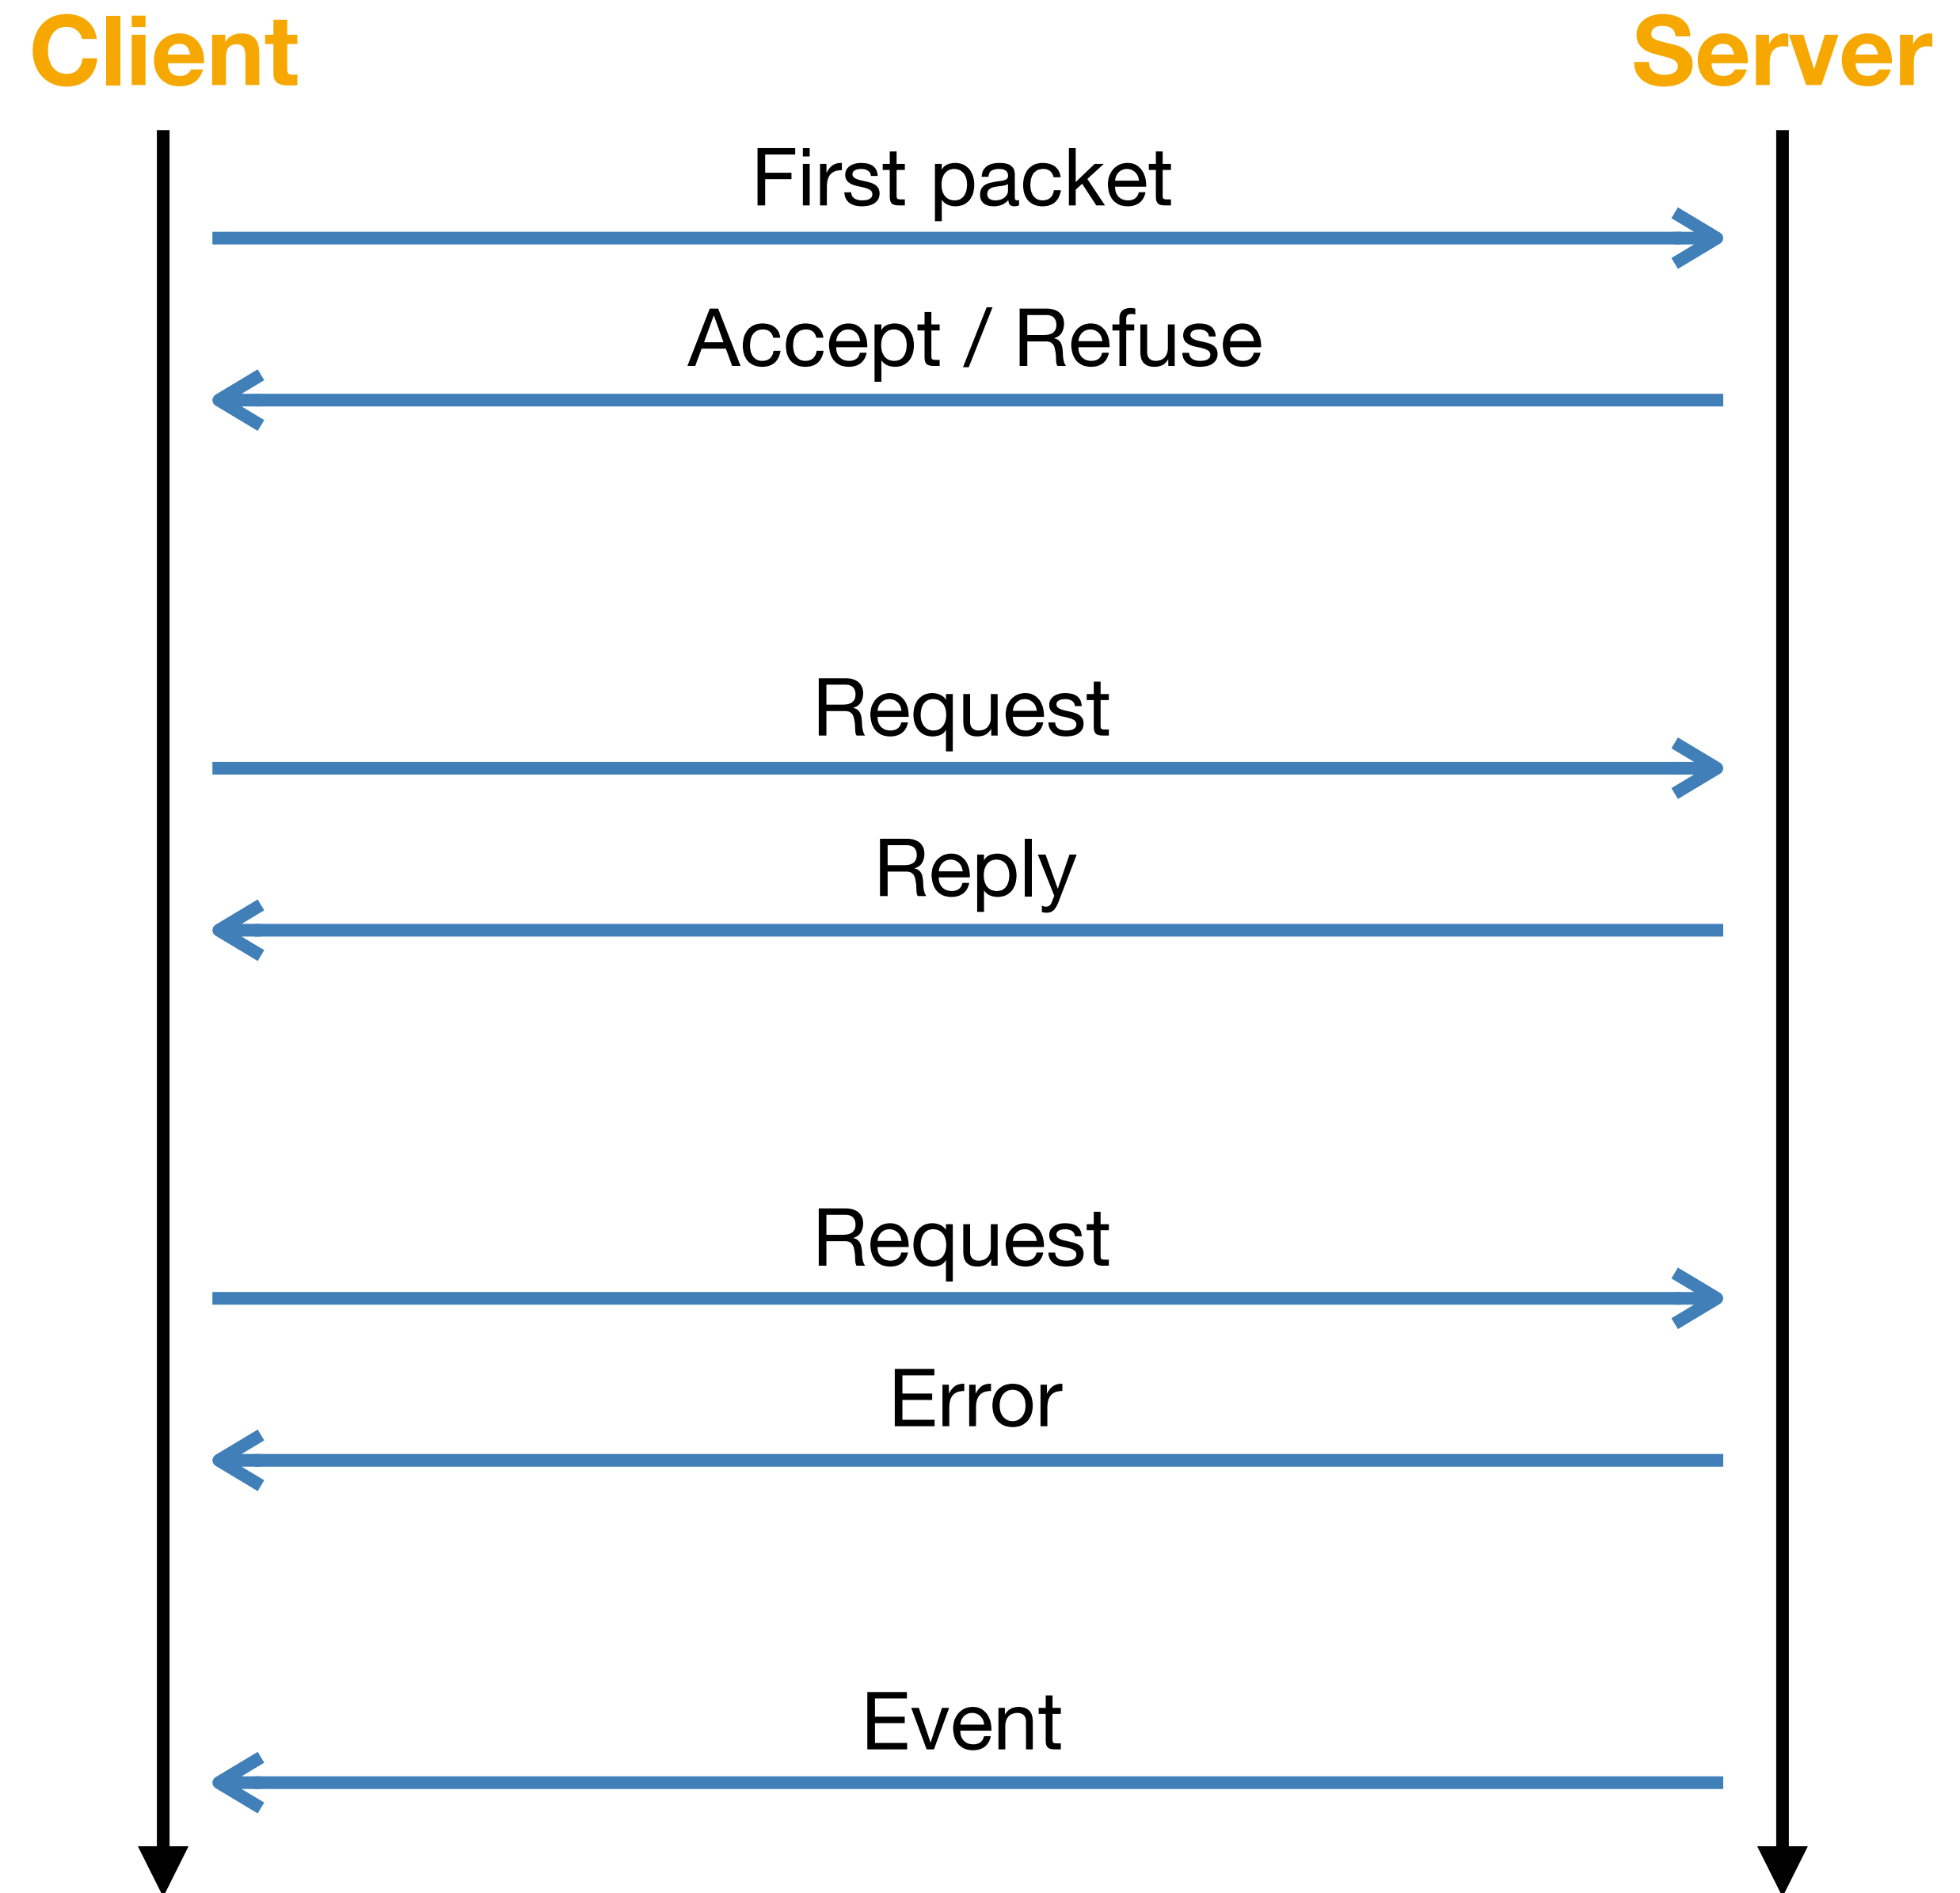 Client
Server
First packet
Accept / Refuse
Request
Reply
Request
Error
Event